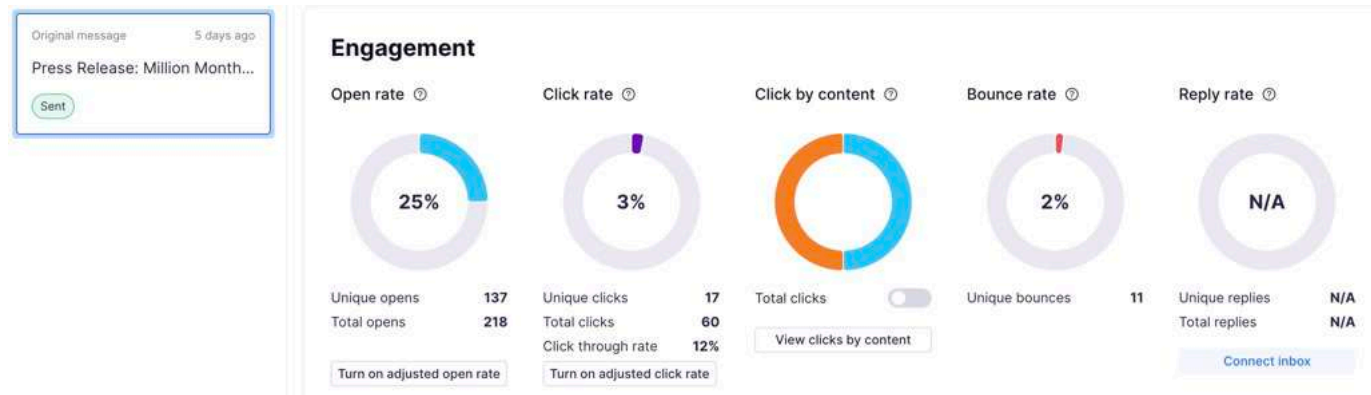 Original message 5 days ago
Press Release: Million Month...
Sent
Engagement
Open rate
Click rate
Click by content
Bounce rate
Reply rate
25%
3%
2%
N/A
Unique opens 137
Total opens 218
Turn on adjusted open rate
Unique clicks 17
Total clicks 60
Click through rate 12%
Turn on adjusted click rate
Total clicks
View clicks by content
Unique bounces 11
Unique replies N/A
Total replies N/A
Connect inbox